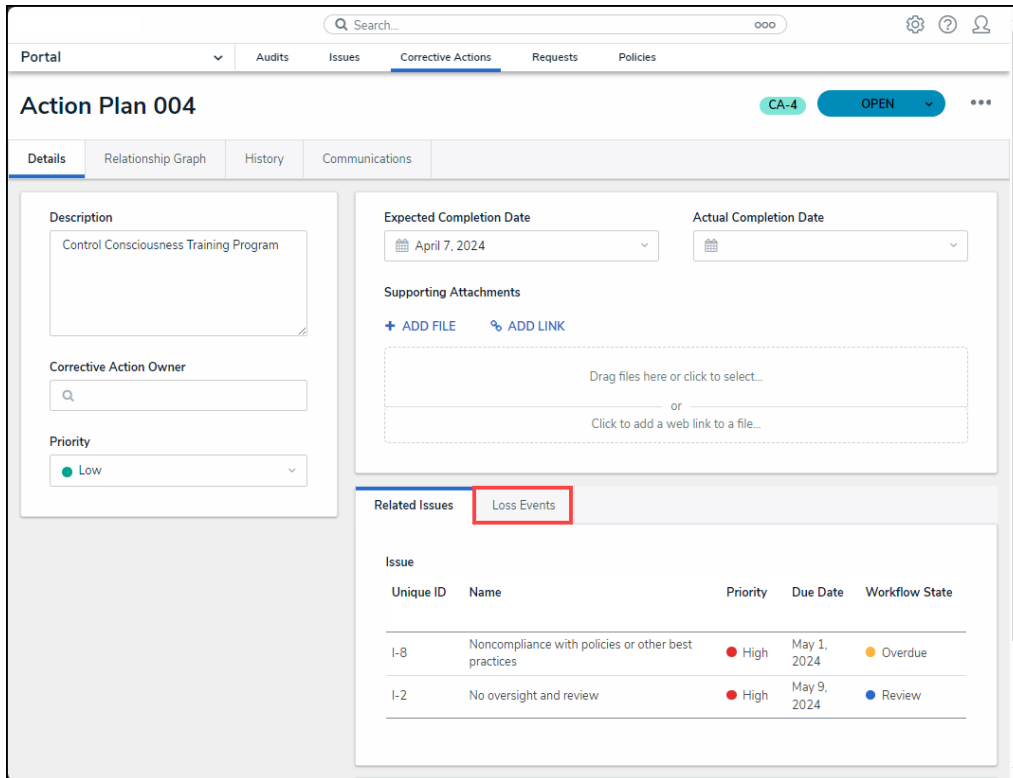 Search...
Portal
Audits
Issues
Corrective Actions
Requests
Policies
Action Plan 004
CA-4
OPEN
Details
Relationship Graph
History
Communications
Description
Control Consciousness Training Program
Corrective Action Owner
Priority
Low
Expected Completion Date
April 7, 2024
Actual Completion Date
Supporting Attachments
+ ADD FILE
ADD LINK
Drag files here or click to select...
or
Click to add a web link to a file...
Related Issues
Loss Events
Issue
Unique ID Name Priority Due Date Workflow State
I-8 Noncompliance with policies or other best practices High May 1, 2024 Overdue
I-2 No oversight and review High May 9, 2024 Review